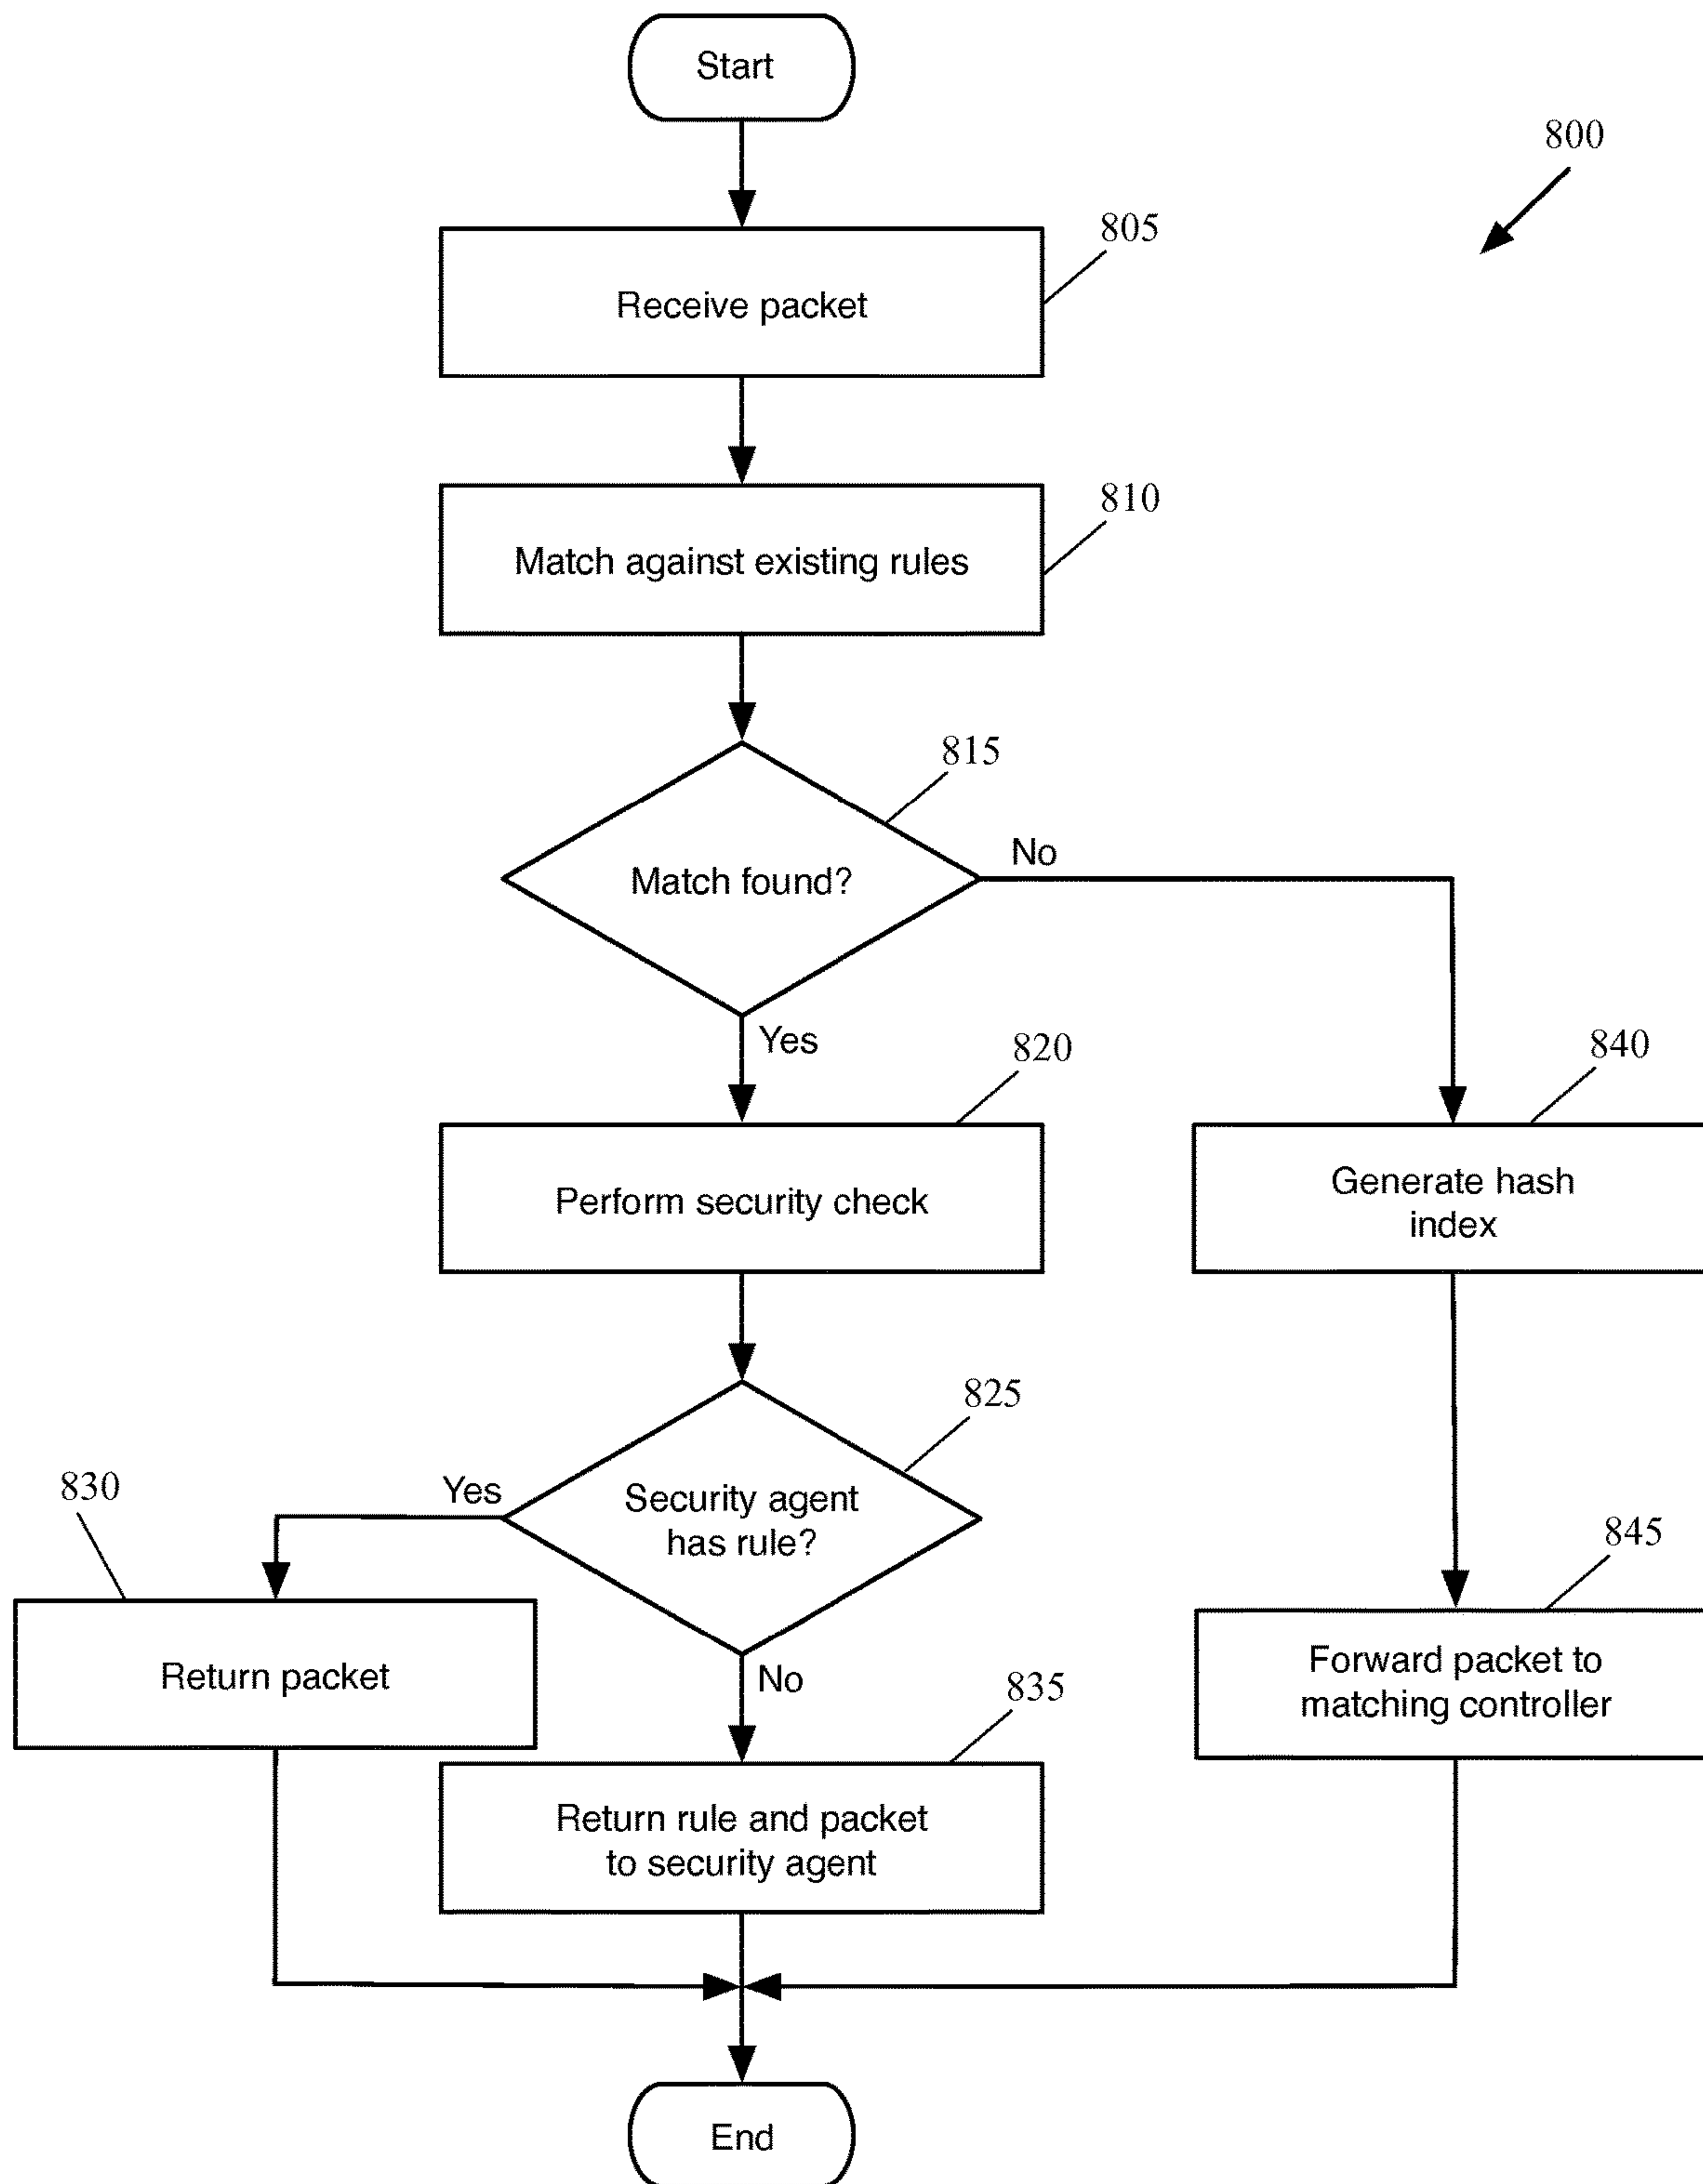 Start
800
805
Receive packet
810
Match against existing rules
815
Match found?
No
Yes
820
840
Perform security check
Generate hash
index
825
Security agent
has rule?
Yes
830
845
Return packet
No
835
Forward packet to
matching controller
Return rule and packet
to security agent
End